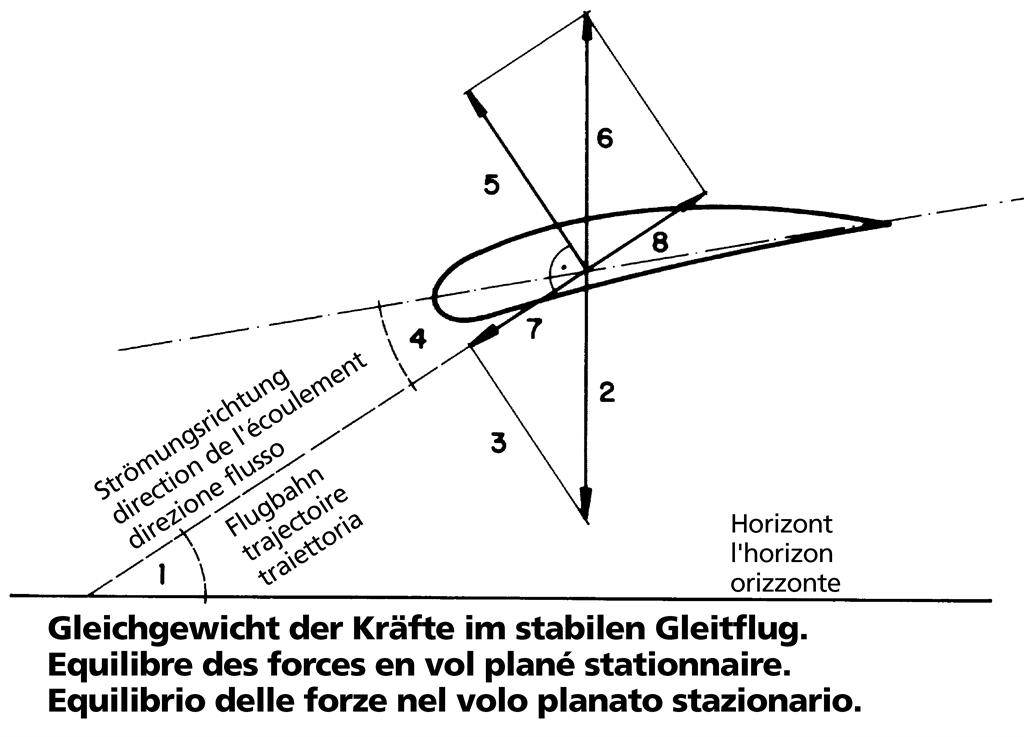 6
5
8
4
7
2
3
Strömungsrichtung
direction de l'écoulement
direzione flusso
Flugbahn
trajectoire
traiettoria
1
Horizont
l'horizon
orizzonte
Gleichgewicht der Kräfte im stabilen Gleitflug.
Equilibre des forces en vol plané stationnaire.
Equilibrio delle forze nel volo planato stazionario.